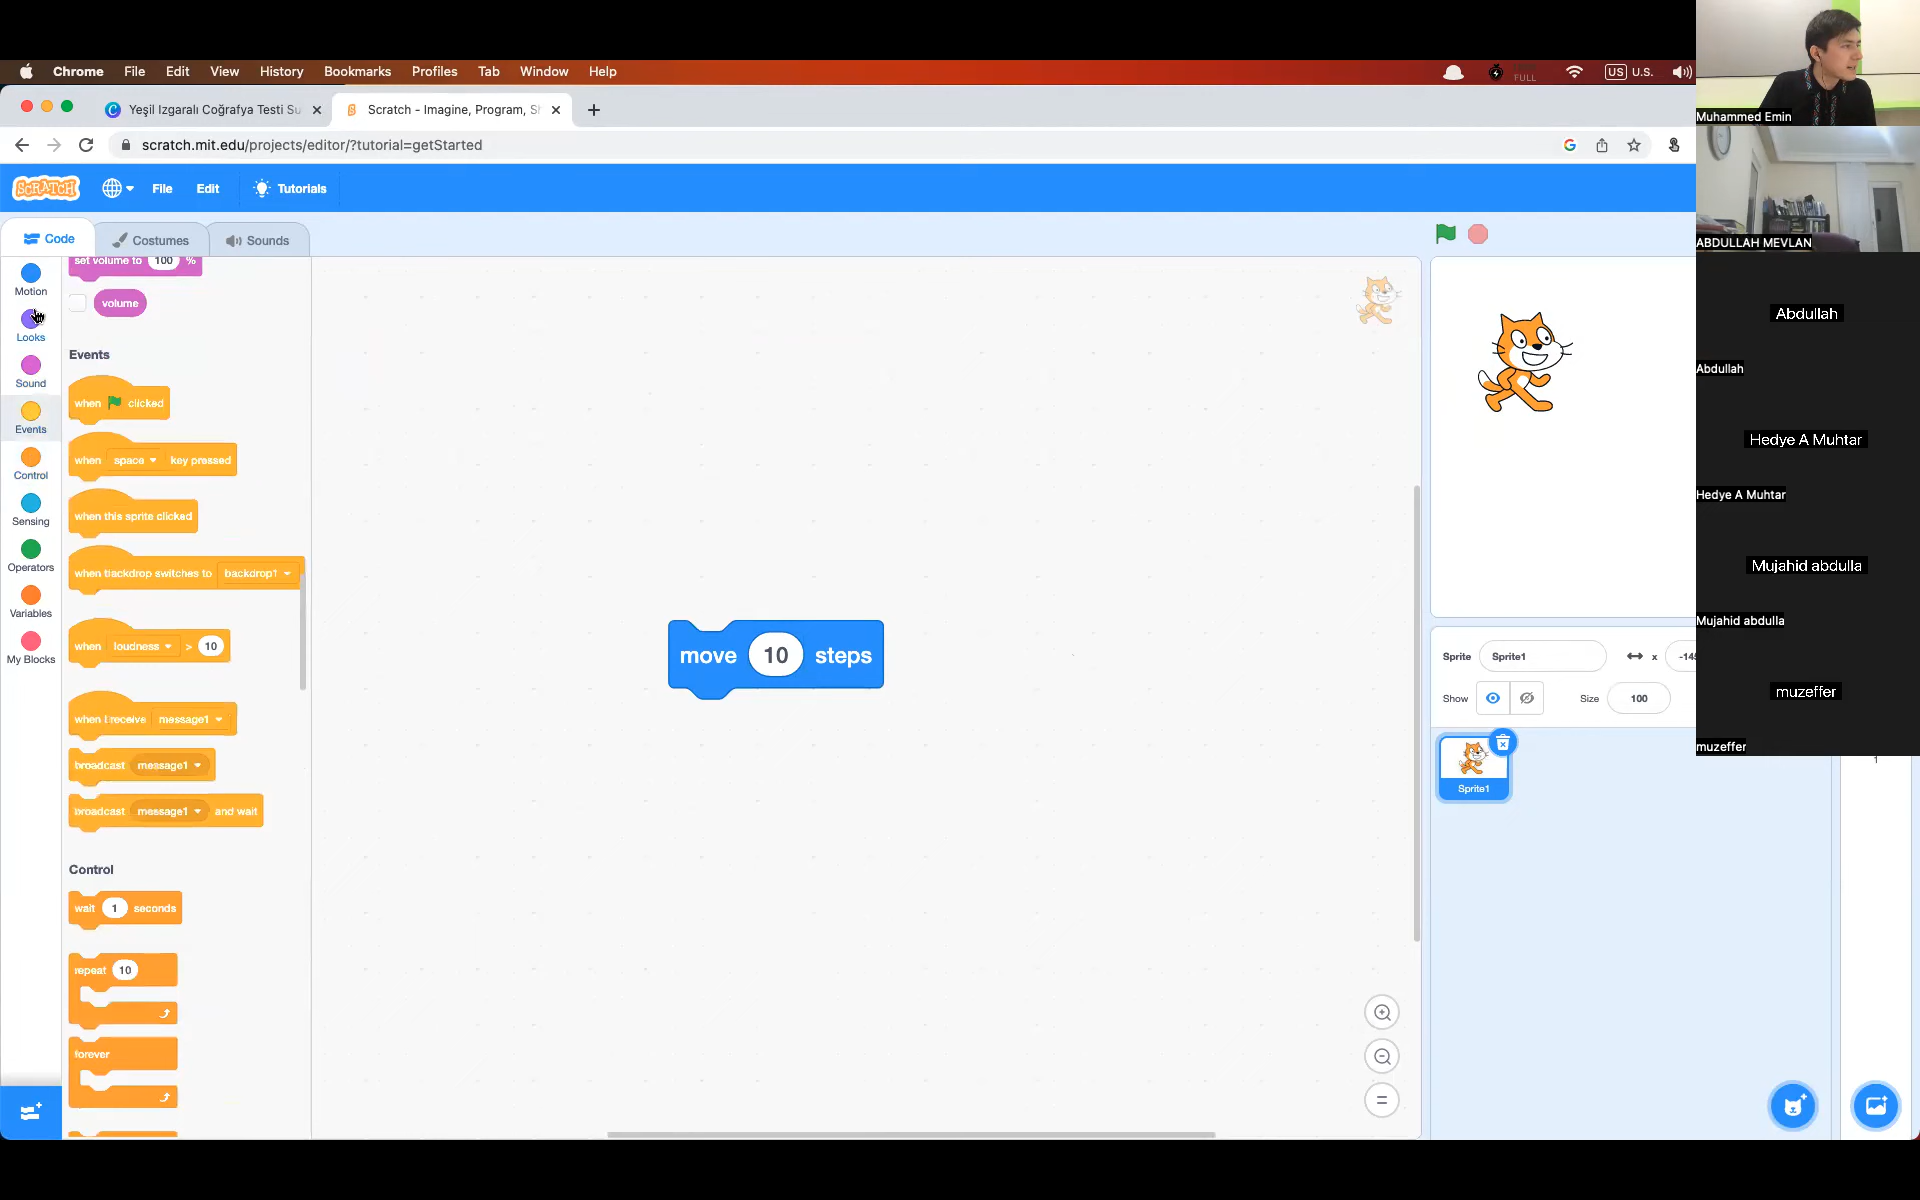 Chrome File Edit View History Bookmarks Profiles Tab Window Help
FULL
US U.S.
Yeşil Izgaralı Coğrafya Testi Su
Scratch - Imagine, Program, Sh
scratch.mit.edu/projects/editor/?tutorial=getStarted
SCRATCH File Edit Tutorials
Code Costumes Sounds
Motion
Looks
Sound
Events
Control
Sensing
Operators
Variables
My Blocks
set volume to 100 %
volume
Events
when clicked
when space key pressed
when this sprite clicked
when backdrop switches to backdrop1
when loudness > 10
when I receive message1
broadcast message1
broadcast message1 and wait
Control
wait 1 seconds
repeat 10
forever
move 10 steps
Sprite Sprite1 x
Show Size 100
Sprite1
1
Muhammed Emin
ABDULLAH MEVLAN
Abdullah
Abdullah
Hedye A Muhtar
Hedye A Muhtar
Mujahid abdulla
Mujahid abdulla
muzeffer
muzeffer